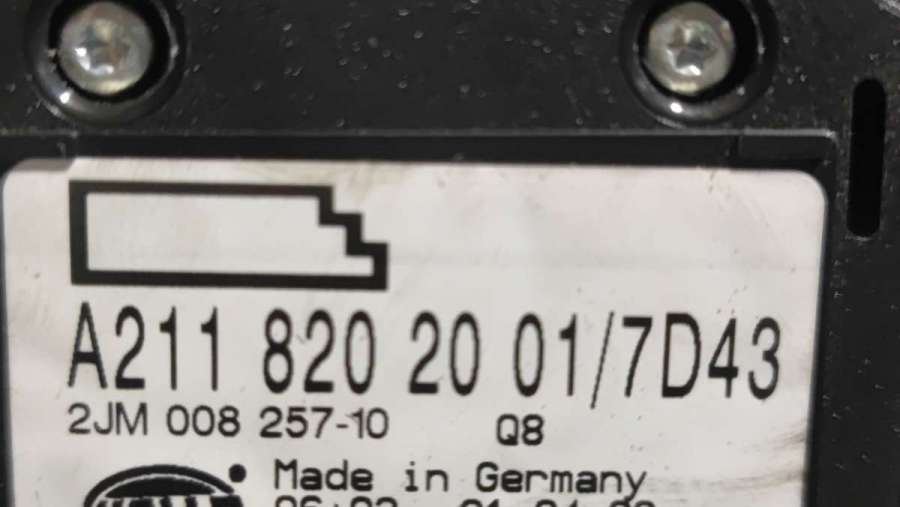 A211 820 20 01/7D43
2JM 008 257-10 Q8
Made in Germany